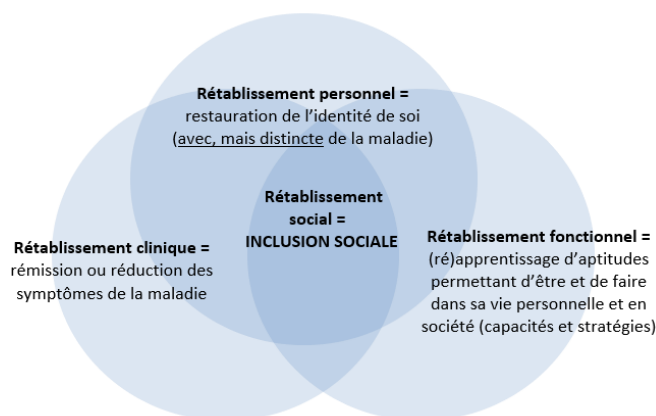 Rétablissement personnel =
restauration de l'identité de soi
(avec, mais distincte de la maladie)
Rétablissement
social =
INCLUSION SOCIALE
Rétablissement clinique =
rémission ou réduction des
symptômes de la maladie
Rétablissement fonctionnel =
(ré)apprentissage d'aptitudes
permettant d'être et de faire
dans sa vie personnelle et en
société (capacités et stratégies)